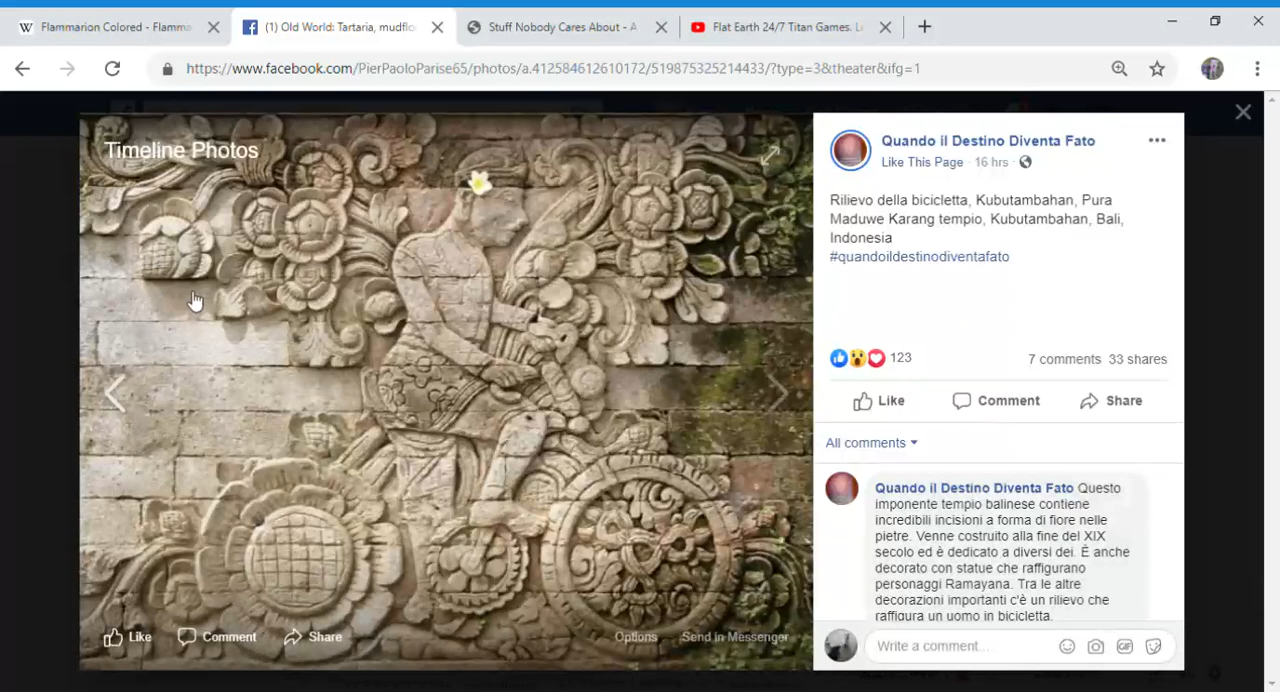 Flammarion Colored - Flamma
(1) Old World: Tartaria, mudflo
Stuff Nobody Cares About - A
Flat Earth 24/7 Titan Games. Le
https://www.facebook.com/PierPaoloParise65/photos/a.412584612610172/519875325214433/?type=3&theater&ifg=1
Timeline Photos
Quando il Destino Diventa Fato
Like This Page · 16 hrs ·
Rilievo della bicicletta, Kubutambahan, Pura
Maduwe Karang tempio, Kubutambahan, Bali,
Indonesia
#quandoildestinodiventafato
123
7 comments 33 shares
Like Comment Share
All comments
Quando il Destino Diventa Fato Questo
imponente tempio balinese contiene
incredibili incisioni a forma di fiore nelle
pietre. Venne costruito alla fine del XIX
secolo ed è dedicato a diversi dei. È anche
decorato con statue che raffigurano
personaggi Ramayana. Tra le altre
decorazioni importanti c'è un rilievo che
raffigura un uomo in bicicletta.
Like Comment Share
Options Send in Messenger
Write a comment...
GIF